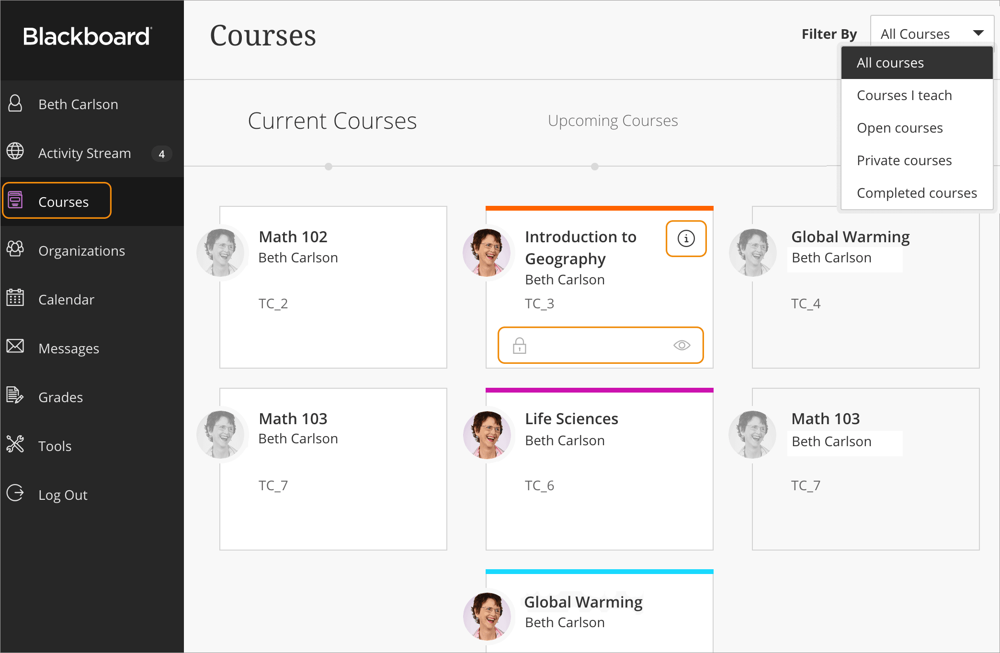 Blackboard
Beth Carlson
Activity Stream 4
Courses
Organizations
Calendar
Messages
Grades
Tools
Log Out
Courses
Filter By All Courses
All courses
Courses I teach
Open courses
Private courses
Completed courses
Current Courses
Upcoming Courses
Math 102
Beth Carlson
TC_2
Introduction to
Geography
Beth Carlson
TC_3
Global Warming
Beth Carlson
TC_4
Math 103
Beth Carlson
TC_7
Life Sciences
Beth Carlson
TC_6
Math 103
Beth Carlson
TC_7
Global Warming
Beth Carlson